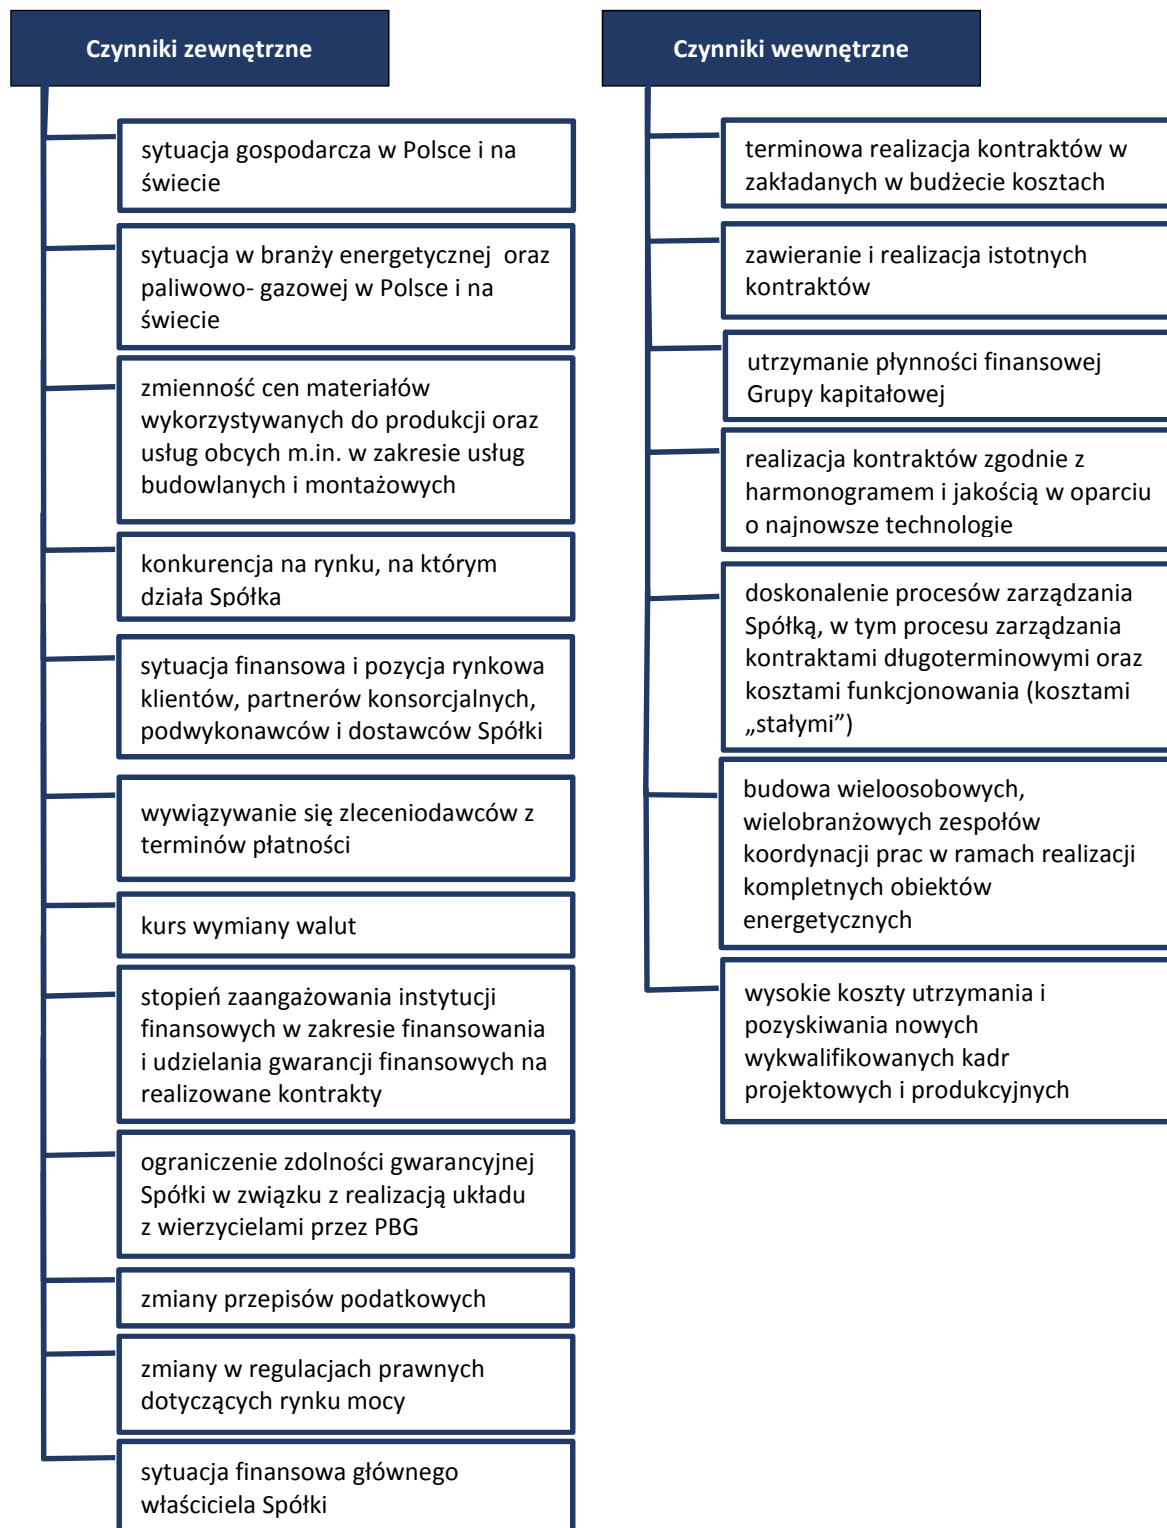 Czynniki zewnętrzne
sytuacja gospodarcza w Polsce i na
świecie
sytuacja w branży energetycznej oraz
paliwowo- gazowej w Polsce i na
świecie
zmienność cen materiałów
wykorzystywanych do produkcji oraz
usług obcych m.in. w zakresie usług
budowlanych i montażowych
konkurencja na rynku, na którym
działa Spółka
sytuacja finansowa i pozycja rynkowa
klientów, partnerów konsorcjalnych,
podwykonawców i dostawców Spółki
wywiązywanie się zleceniodawców z
terminów płatności
kurs wymiany walut
stopień zaangażowania instytucji
finansowych w zakresie finansowania
i udzielania gwarancji finansowych na
realizowane kontrakty
ograniczenie zdolności gwarancyjnej
Spółki w związku z realizacją układu
z wierzycielami przez PBG
zmiany przepisów podatkowych
zmiany w regulacjach prawnych
dotyczących rynku mocy
sytuacja finansowa głównego
właściciela Spółki
Czynniki wewnętrzne
terminowa realizacja kontraktów w
zakładanych w budżecie kosztach
zawieranie i realizacja istotnych
kontraktów
utrzymanie płynności finansowej
Grupy kapitałowej
realizacja kontraktów zgodnie z
harmonogramem i jakością w oparciu
o najnowsze technologie
doskonalenie procesów zarządzania
Spółką, w tym procesu zarządzania
kontraktami długoterminowymi oraz
kosztami funkcjonowania (kosztami
„stałymi”)
budowa wieloosobowych,
wielobranżowych zespołów
koordynacji prac w ramach realizacji
kompletnych obiektów
energetycznych
wysokie koszty utrzymania i
pozyskiwania nowych
wykwalifikowanych kadr
projektowych i produkcyjnych